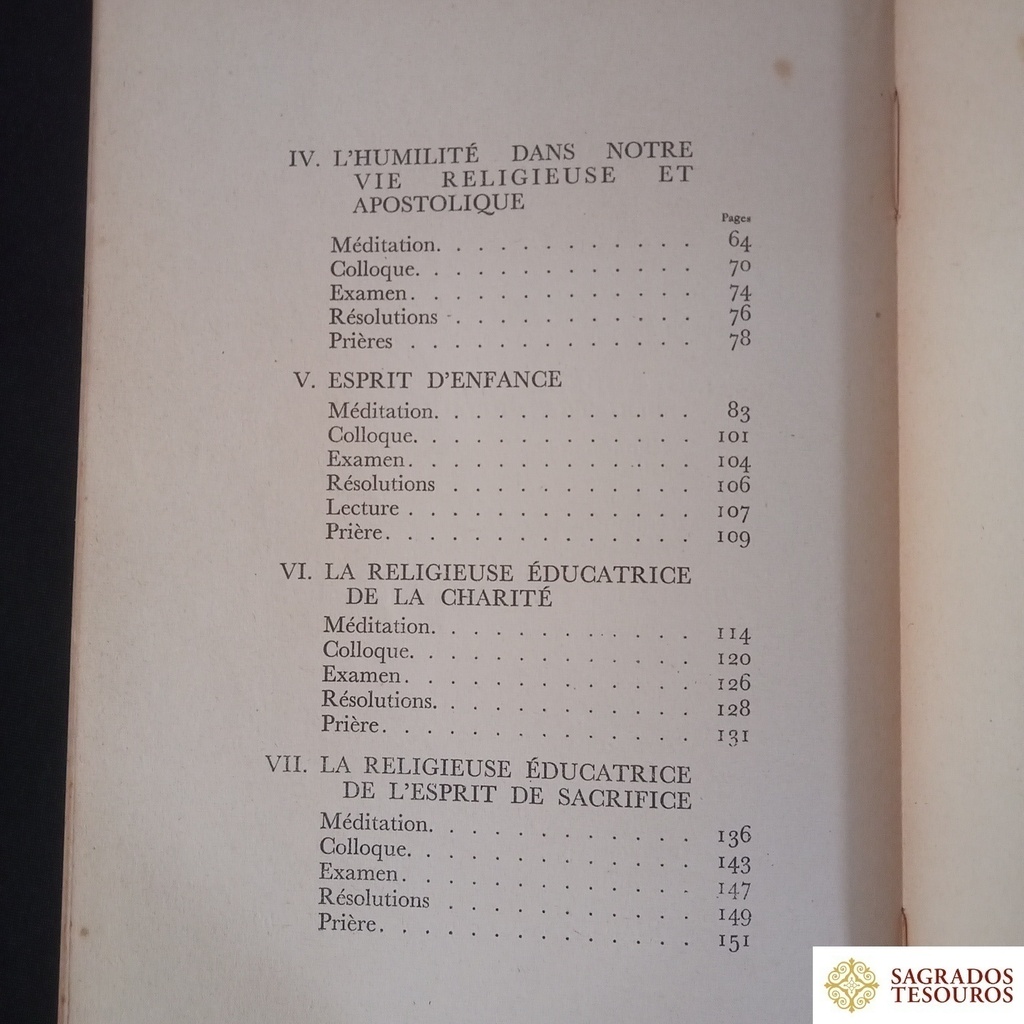 IV. L'HUMILITÉ DANS NOTRE
VIE RELIGIEUSE ET
APOSTOLIQUE
Pages
Méditation. . . . . . . . . . . . 64
Colloque. . . . . . . . . . . . . 70
Examen. . . . . . . . . . . . . 74
Résolutions . . . . . . . . . . . 76
Prières . . . . . . . . . . . . . 78
V. ESPRIT D'ENFANCE
Méditation. . . . . . . . . . . . 83
Colloque. . . . . . . . . . . . . 101
Examen. . . . . . . . . . . . . 104
Résolutions . . . . . . . . . . . 106
Lecture . . . . . . . . . . . . . 107
Prière. . . . . . . . . . . . . . 109
VI. LA RELIGIEUSE ÉDUCATRICE
DE LA CHARITÉ
Méditation. . . . . . . . . . . . 114
Colloque. . . . . . . . . . . . . 120
Examen. . . . . . . . . . . . . 126
Résolutions. . . . . . . . . . . . 128
Prière. . . . . . . . . . . . . . 131
VII. LA RELIGIEUSE ÉDUCATRICE
DE L'ESPRIT DE SACRIFICE
Méditation. . . . . . . . . . . . 136
Colloque. . . . . . . . . . . . . 143
Examen. . . . . . . . . . . . . 147
Résolutions . . . . . . . . . . . 149
Prière. . . . . . . . . . . . . . 151
SAGRADOS
TESOUROS